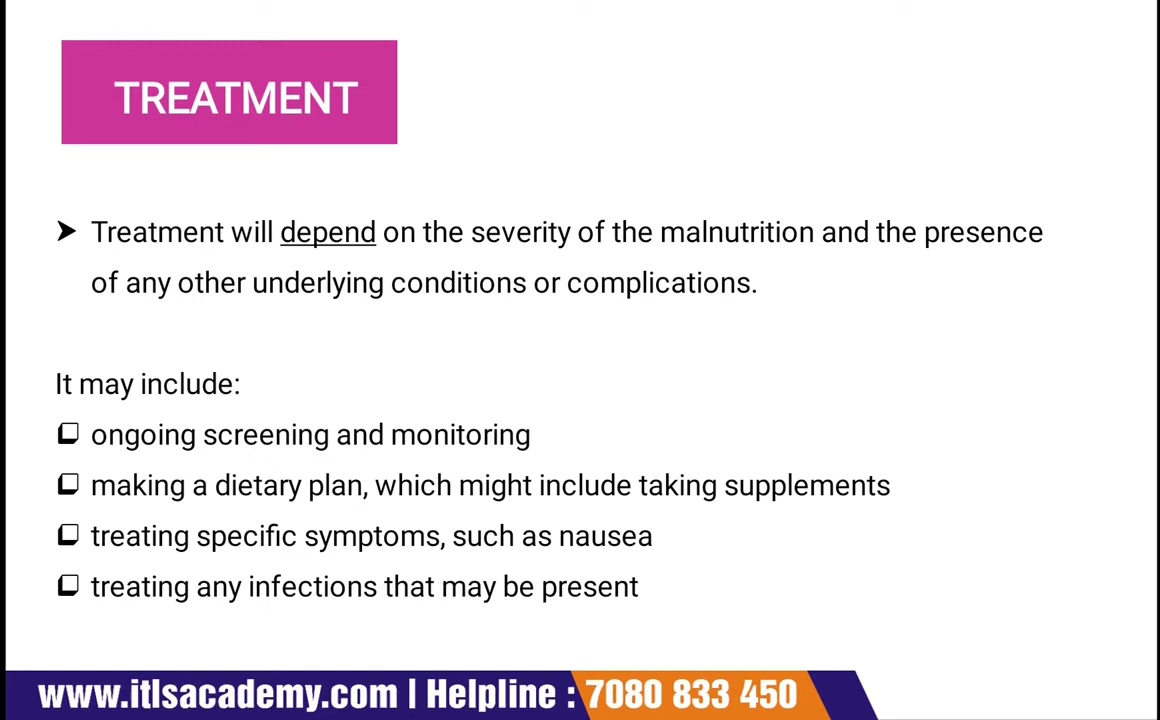 TREATMENT
➤ Treatment will depend on the severity of the malnutrition and the presence
of any other underlying conditions or complications.
It may include:
❑ ongoing screening and monitoring
❑ making a dietary plan, which might include taking supplements
❑ treating specific symptoms, such as nausea
❑ treating any infections that may be present
www.itlsacademy.com | Helpline : 7080 833 450